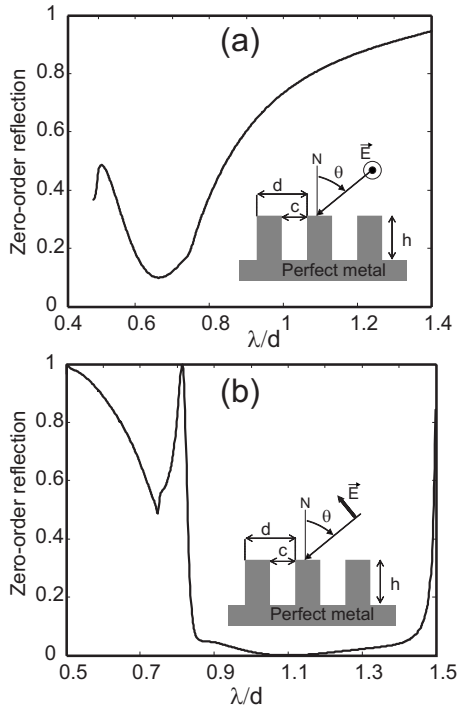 (a)
Zero-order reflection
1
0.8
0.6
0.4
0.2
0
0.4 0.6 0.8 1 1.2 1.4
λ/d
N
θ
E
d
c
h
Perfect metal
(b)
Zero-order reflection
1
0.8
0.6
0.4
0.2
0
0.5 0.7 0.9 1.1 1.3 1.5
λ/d
N
θ
E
d
c
h
Perfect metal